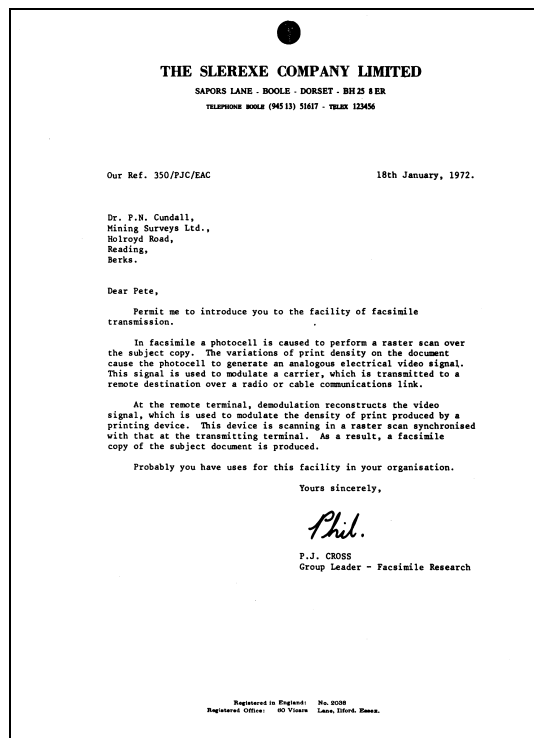 THE SLEREXE COMPANY LIMITED
SAPORS LANE - BOOLE - DORSET - BH 25 8 ER
TELEPHONE BOOLE (945 13) 51617 - TELEX 123456
Our Ref. 350/PJC/EAC 18th January, 1972.
Dr. P.N. Cundall,
Mining Surveys Ltd.,
Holroyd Road,
Reading,
Berks.
Dear Pete,
Permit me to introduce you to the facility of facsimile
transmission.
In facsimile a photocell is caused to perform a raster scan over
the subject copy. The variations of print density on the document
cause the photocell to generate an analogous electrical video signal.
This signal is used to modulate a carrier, which is transmitted to a
remote destination over a radio or cable communications link.
At the remote terminal, demodulation reconstructs the video
signal, which is used to modulate the density of print produced by a
printing device. This device is scanning in a raster scan synchronised
with that at the transmitting terminal. As a result, a facsimile
copy of the subject document is produced.
Probably you have uses for this facility in your organisation.
Yours sincerely,
Phil.
P.J. CROSS
Group Leader - Facsimile Research
Registered in England: No. 2038
Registered Office: 60 Vicara Lane, Ilford. Essex.